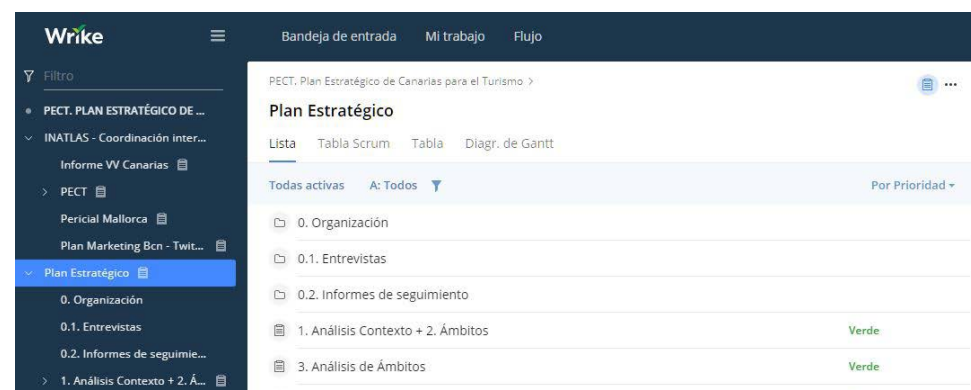 Wrike
Bandeja de entrada Mi trabajo Flujo
Filtro
PECT. PLAN ESTRATÉGICO DE ...
INATLAS - Coordinación inter...
Informe VV Canarias
PECT
Pericial Mallorca
Plan Marketing Bcn - Twit...
Plan Estratégico
0. Organización
0.1. Entrevistas
0.2. Informes de seguimie...
1. Análisis Contexto + 2. Á...
PECT. Plan Estratégico de Canarias para el Turismo >
Plan Estratégico
Lista Tabla Scrum Tabla Diagr. de Gantt
Todas activas A: Todos Por Prioridad
0. Organización
0.1. Entrevistas
0.2. Informes de seguimiento
1. Análisis Contexto + 2. Ámbitos Verde
3. Análisis de Ámbitos Verde